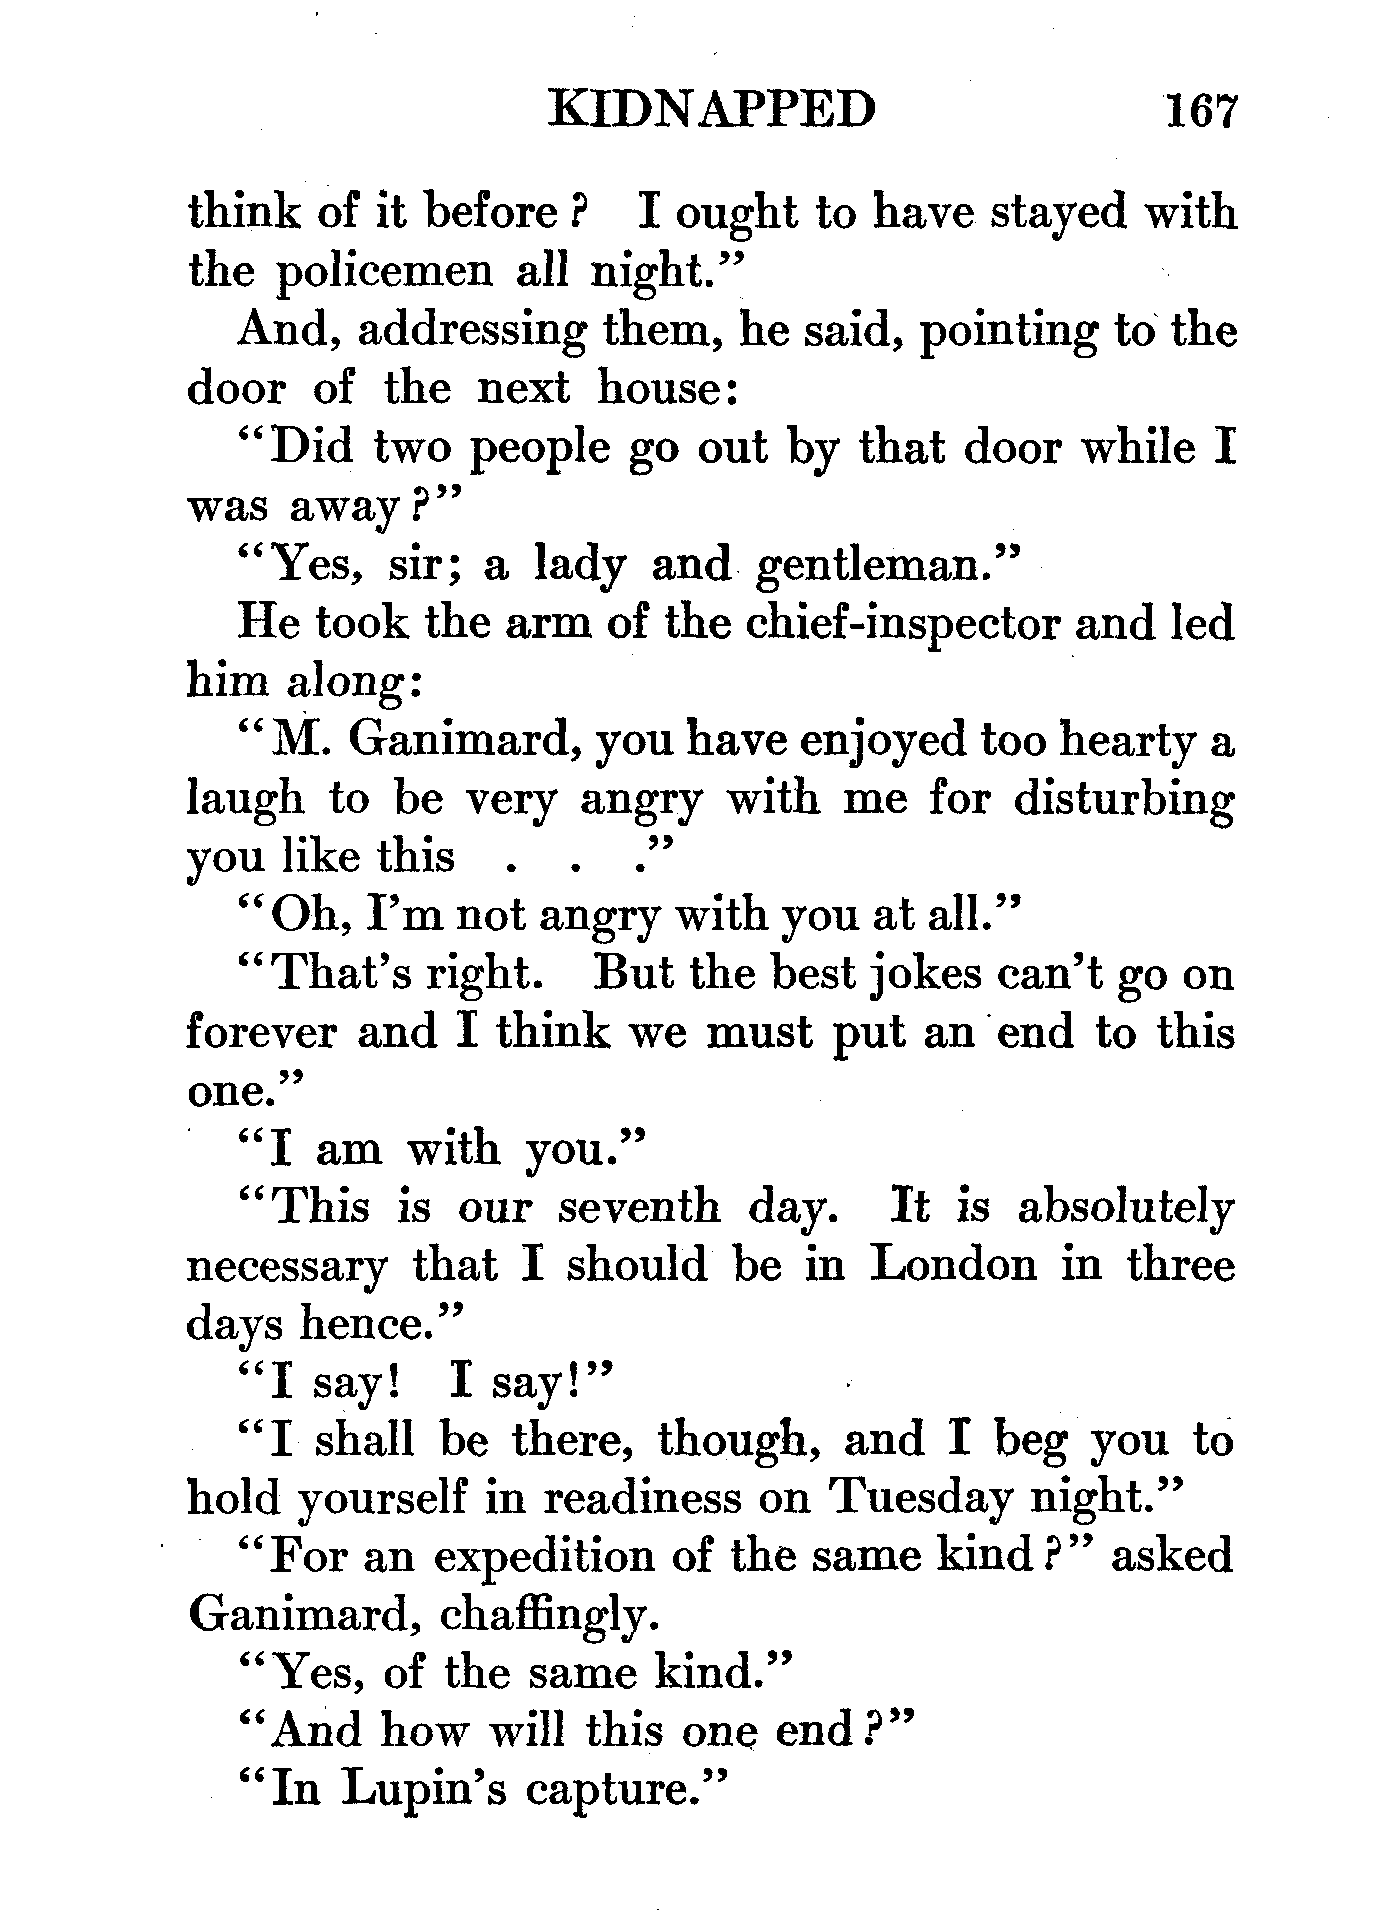 KIDNAPPED 167
think of it before? I ought to have stayed with
the policemen all night."
And, addressing them, he said, pointing to the
door of the next house:
"Did two people go out by that door while I
was away?"
"Yes, sir; a lady and gentleman."
He took the arm of the chief-inspector and led
him along:
"M. Ganimard, you have enjoyed too hearty a
laugh to be very angry with me for disturbing
you like this . . ."
"Oh, I'm not angry with you at all."
"That's right. But the best jokes can't go on
forever and I think we must put an end to this
one."
"I am with you."
"This is our seventh day. It is absolutely
necessary that I should be in London in three
days hence."
"I say! I say!"
"I shall be there, though, and I beg you to
hold yourself in readiness on Tuesday night."
"For an expedition of the same kind?" asked
Ganimard, chaffingly.
"Yes, of the same kind."
"And how will this one end?"
"In Lupin's capture."